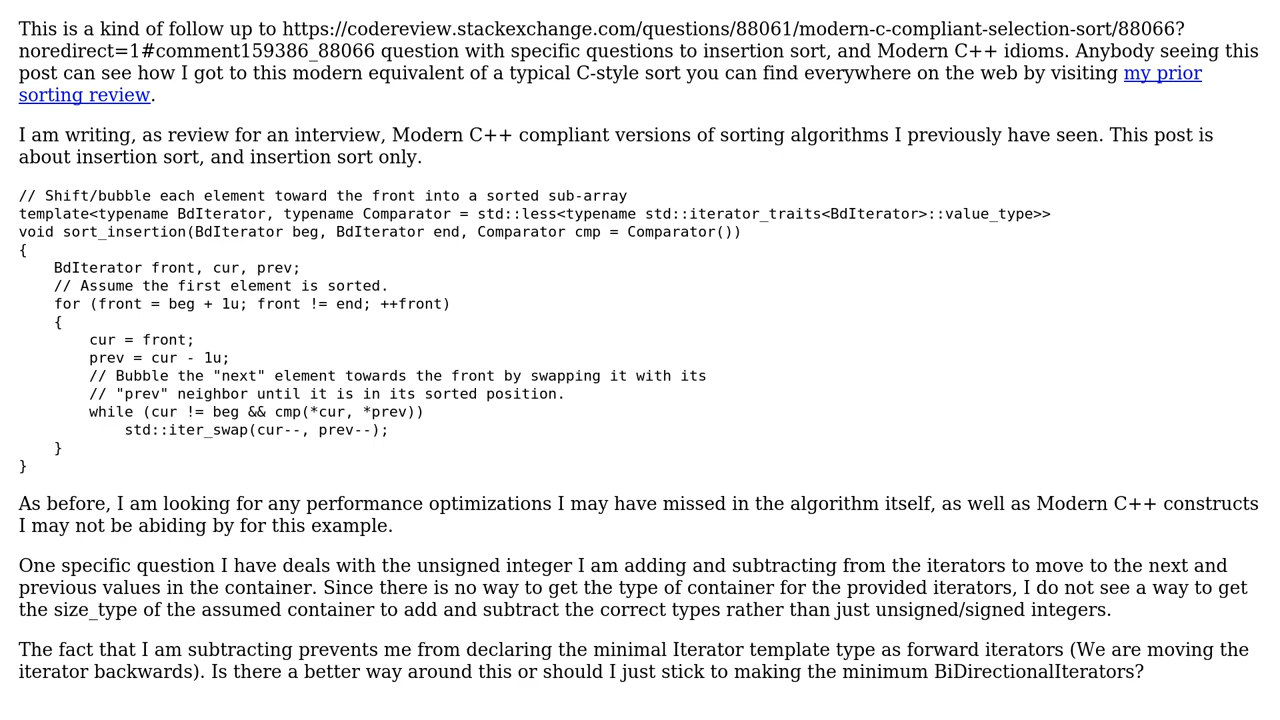 This is a kind of follow up to https://codereview.stackexchange.com/questions/88061/modern-c-compliant-selection-sort/88066?
noredirect=1#comment159386_88066 question with specific questions to insertion sort, and Modern C++ idioms. Anybody seeing this
post can see how I got to this modern equivalent of a typical C-style sort you can find everywhere on the web by visiting my prior
sorting review.
I am writing, as review for an interview, Modern C++ compliant versions of sorting algorithms I previously have seen. This post is
about insertion sort, and insertion sort only.
// Shift/bubble each element toward the front into a sorted sub-array
template<typename BdIterator, typename Comparator = std::less<typename std::iterator_traits<BdIterator>::value_type>>
void sort_insertion(BdIterator beg, BdIterator end, Comparator cmp = Comparator())
{
    BdIterator front, cur, prev;
    // Assume the first element is sorted.
    for (front = beg + 1u; front != end; ++front)
    {
        cur = front;
        prev = cur - 1u;
        // Bubble the "next" element towards the front by swapping it with its
        // "prev" neighbor until it is in its sorted position.
        while (cur != beg && cmp(*cur, *prev))
            std::iter_swap(cur--, prev--);
    }
}
As before, I am looking for any performance optimizations I may have missed in the algorithm itself, as well as Modern C++ constructs
I may not be abiding by for this example.
One specific question I have deals with the unsigned integer I am adding and subtracting from the iterators to move to the next and
previous values in the container. Since there is no way to get the type of container for the provided iterators, I do not see a way to get
the size_type of the assumed container to add and subtract the correct types rather than just unsigned/signed integers.
The fact that I am subtracting prevents me from declaring the minimal Iterator template type as forward iterators (We are moving the
iterator backwards). Is there a better way around this or should I just stick to making the minimum BiDirectionalIterators?